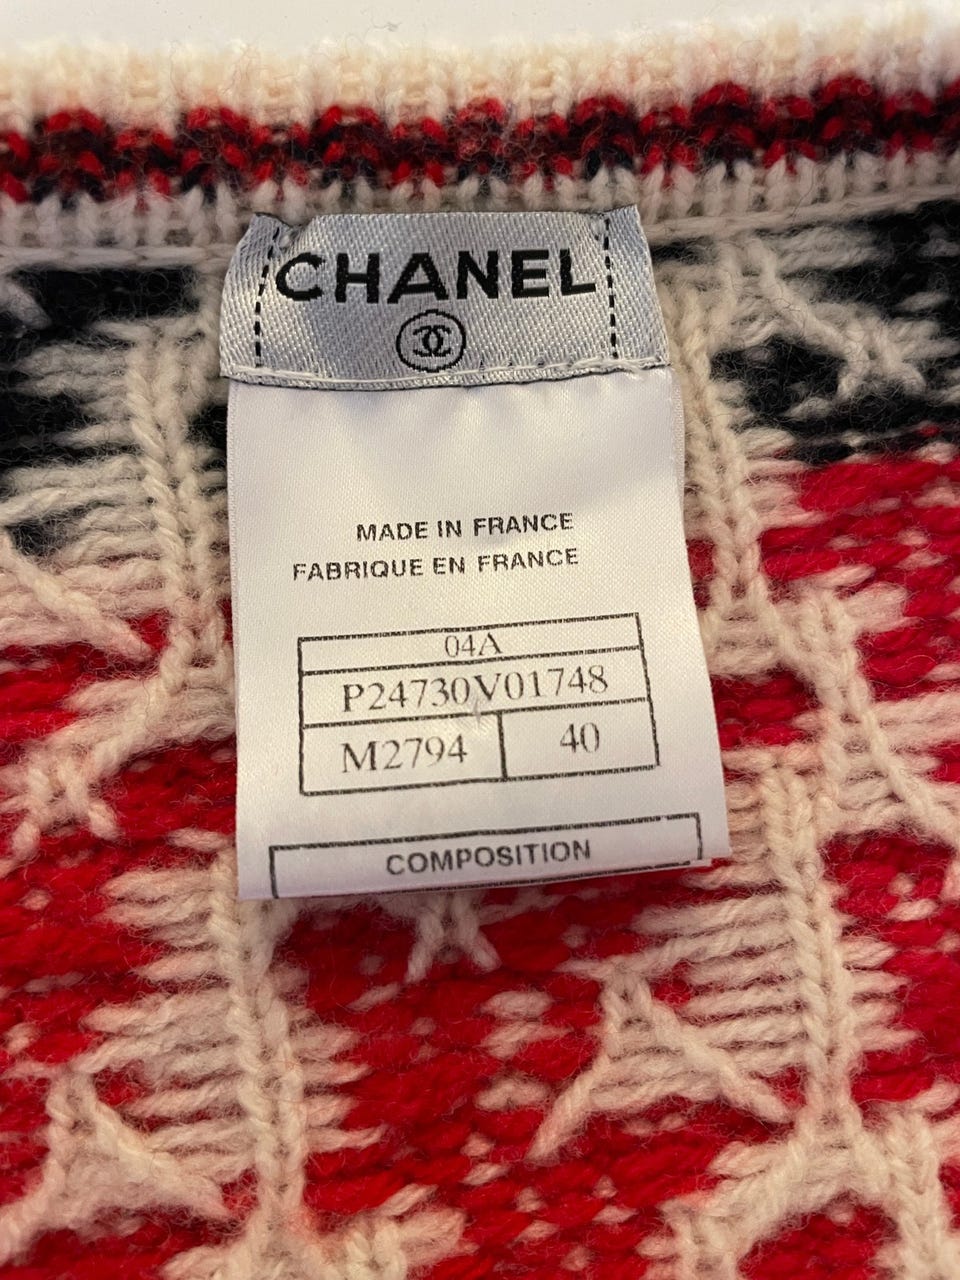 CHANEL
MADE IN FRANCE
FABRIQUE EN FRANCE
04A
P24730V01748
M2794 40
COMPOSITION